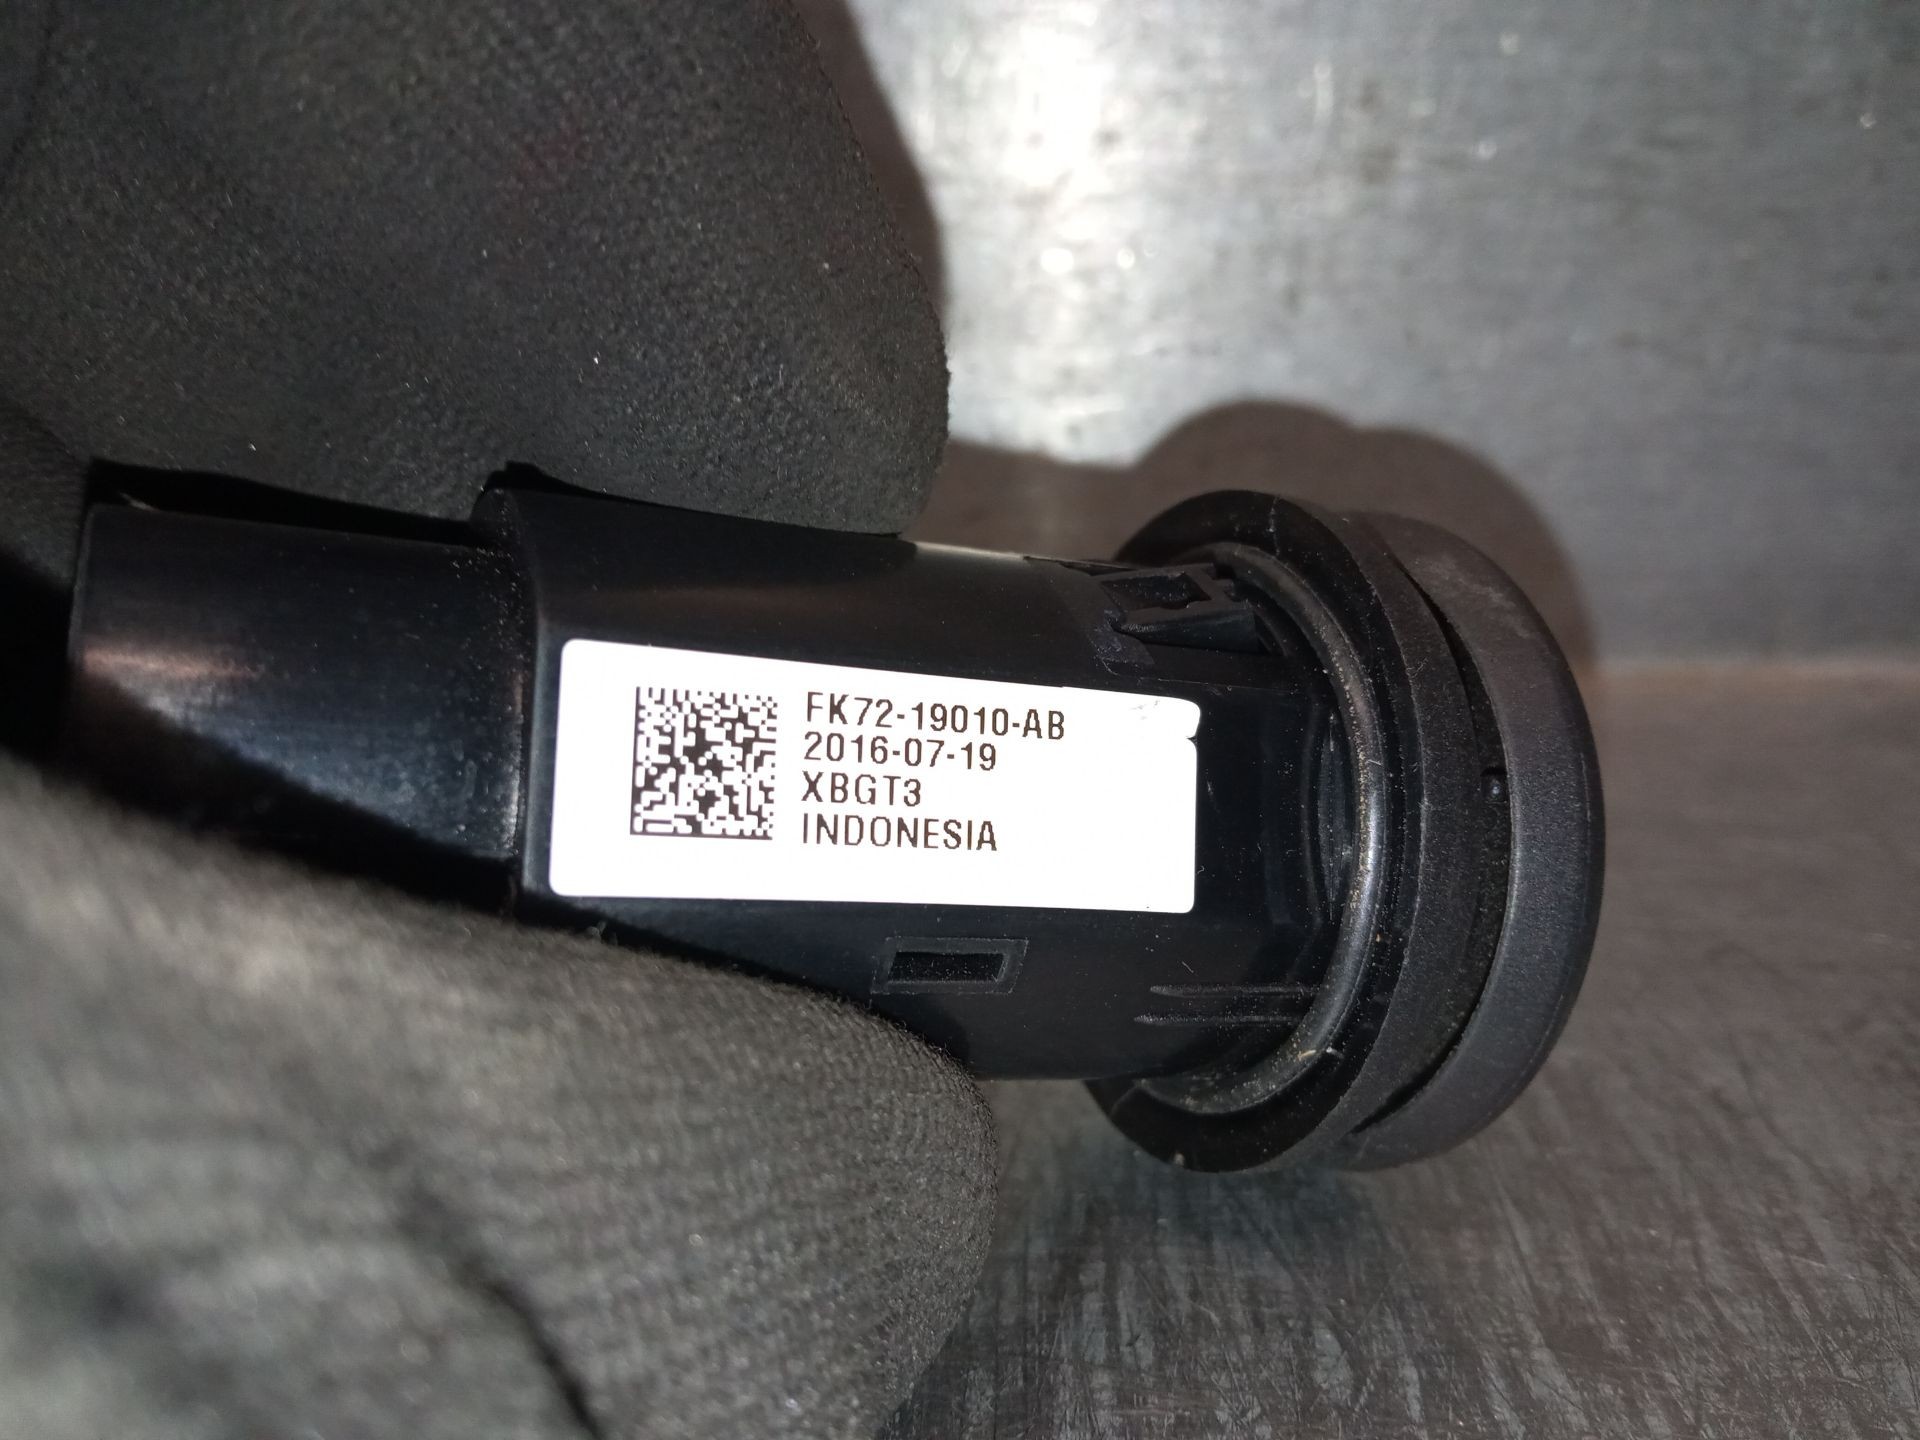 FK72-19010-AB
2016-07-19
XBGT3
INDONESIA